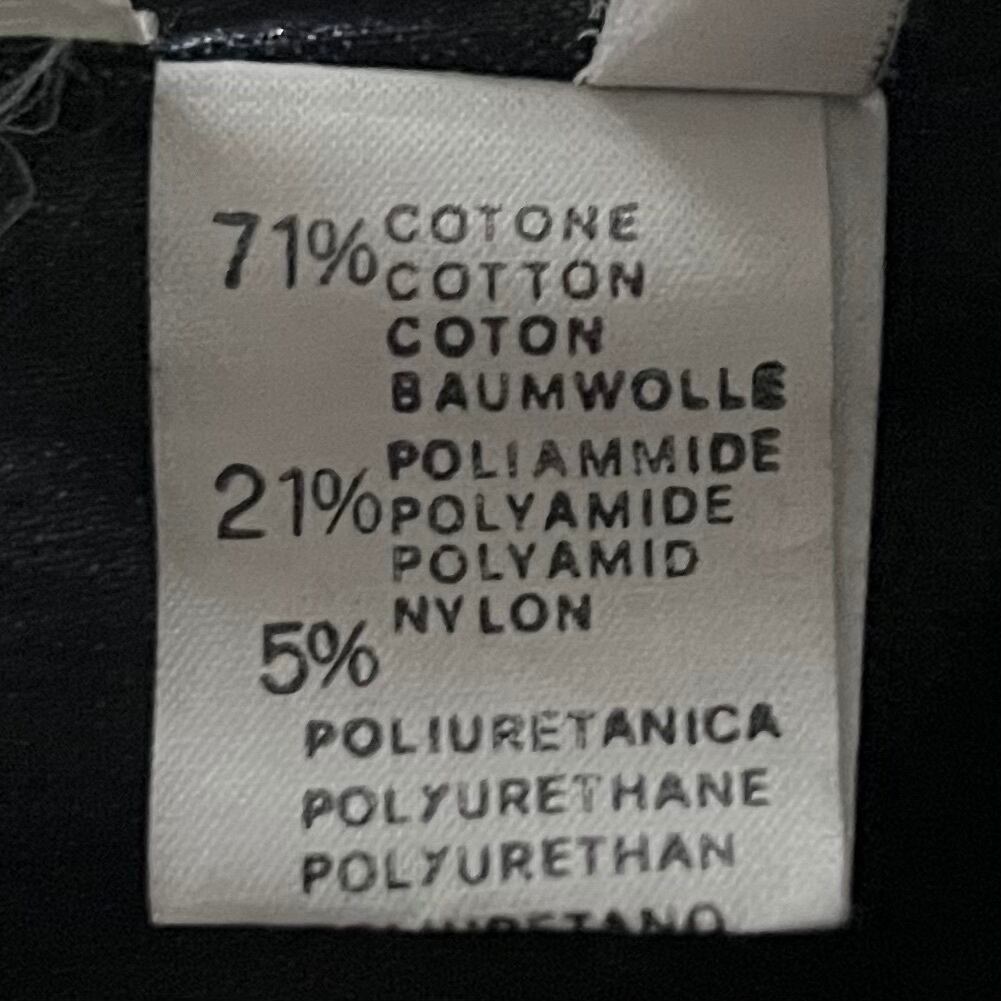 71% COTONE
COTTON
COTON
BAUMWOLLE
21% POLIAMMIDE
POLYAMIDE
POLYAMID
NYLON
5%
POLIURETANICA
POLYURETHANE
POLYURETHAN